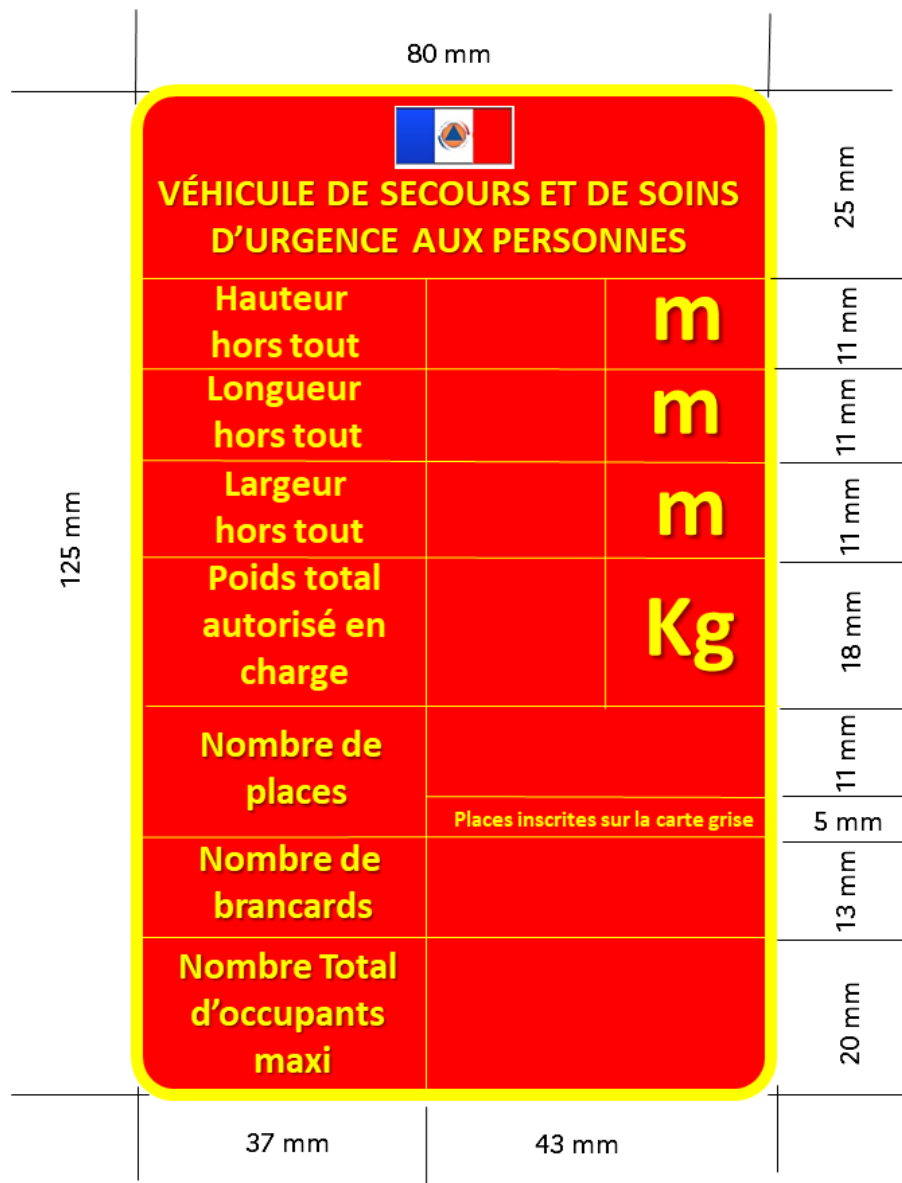 80 mm
VÉHICULE DE SECOURS ET DE SOINS
D’URGENCE AUX PERSONNES
25 mm
Hauteur
hors tout
m
11 mm
Longueur
hors tout
m
11 mm
Largeur
hors tout
m
11 mm
125 mm
Poids total
autorisé en
charge
Kg
18 mm
Nombre de
places
11 mm
Places inscrites sur la carte grise
5 mm
Nombre de
brancards
13 mm
Nombre Total
d’occupants
maxi
20 mm
37 mm
43 mm